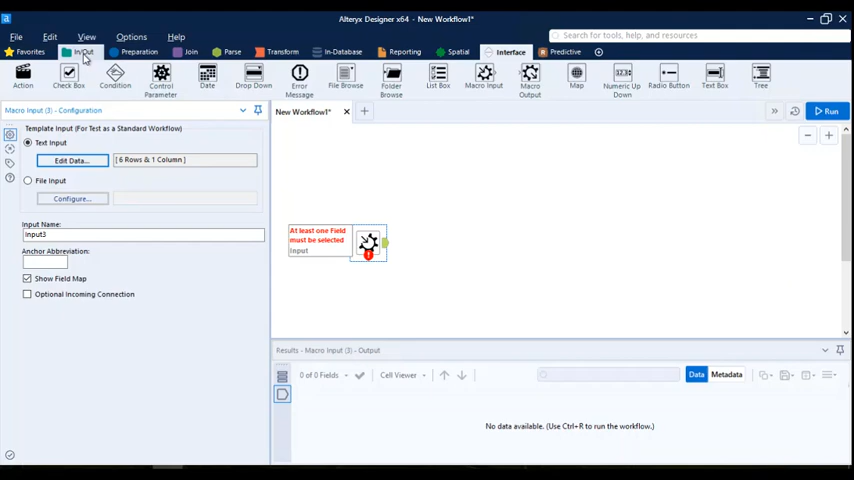 Alteryx Designer x64 - New Workflow1*
File Edit View Options Help
Search for tools, help, and resources...
Favorites In/Out Preparation Join Parse Transform In-Database Reporting Spatial Interface Predictive
Action Check Box Condition Control Parameter Date Drop Down Error Message File Browse Folder Browse List Box Macro Input Macro Output Map Numeric Up Down Radio Button Text Box Tree
Macro Input (3) - Configuration
New Workflow1*
Run
Template Input (For Test as a Standard Workflow)
Text Input
Edit Data... [ 6 Rows & 1 Column ]
File Input
Configure...
Input Name:
Input3
Anchor Abbreviation:
Show Field Map
Optional Incoming Connection
At least one Field
must be selected
Input
Results - Macro Input (3) - Output
0 of 0 Fields Cell Viewer Data Metadata
No data available. (Use Ctrl+R to run the workflow.)